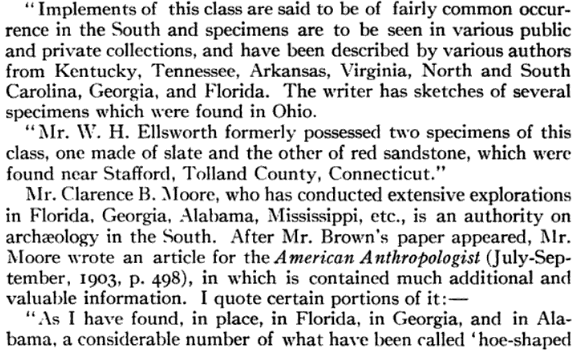 “Implements of this class are said to be of fairly common occur-
rence in the South and specimens are to be seen in various public
and private collections, and have been described by various authors
from Kentucky, Tennessee, Arkansas, Virginia, North and South
Carolina, Georgia, and Florida. The writer has sketches of several
specimens which were found in Ohio.
“Mr. W. H. Ellsworth formerly possessed two specimens of this
class, one made of slate and the other of red sandstone, which were
found near Stafford, Tolland County, Connecticut.”
Mr. Clarence B. Moore, who has conducted extensive explorations
in Florida, Georgia, Alabama, Mississippi, etc., is an authority on
archæology in the South. After Mr. Brown’s paper appeared, Mr.
Moore wrote an article for the American Anthropologist (July-Sep-
tember, 1903, p. 498), in which is contained much additional and
valuable information. I quote certain portions of it:—
“As I have found, in place, in Florida, in Georgia, and in Ala-
bama, a considerable number of what have been called ‘hoe-shaped